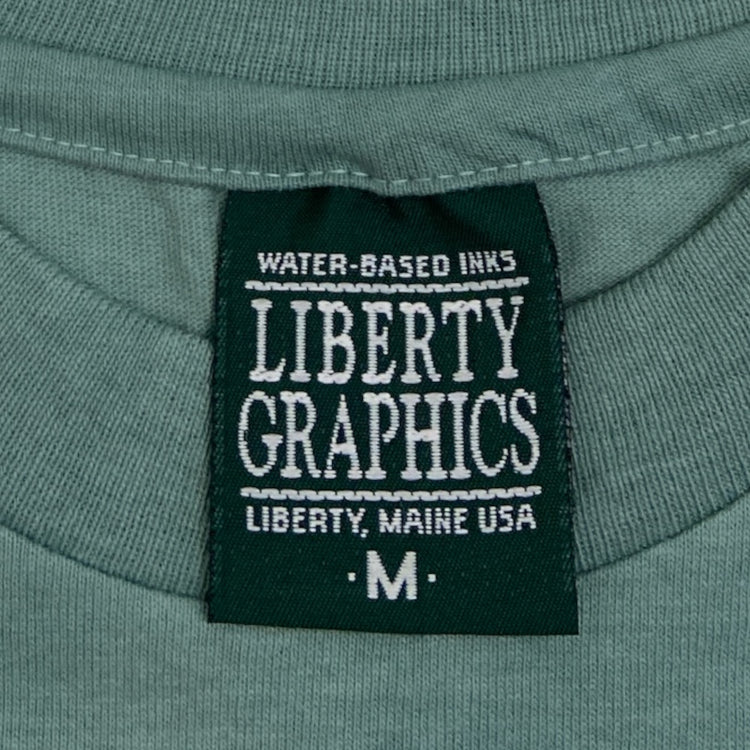 WATER-BASED INKS
LIBERTY
GRAPHICS
LIBERTY, MAINE USA
· M ·